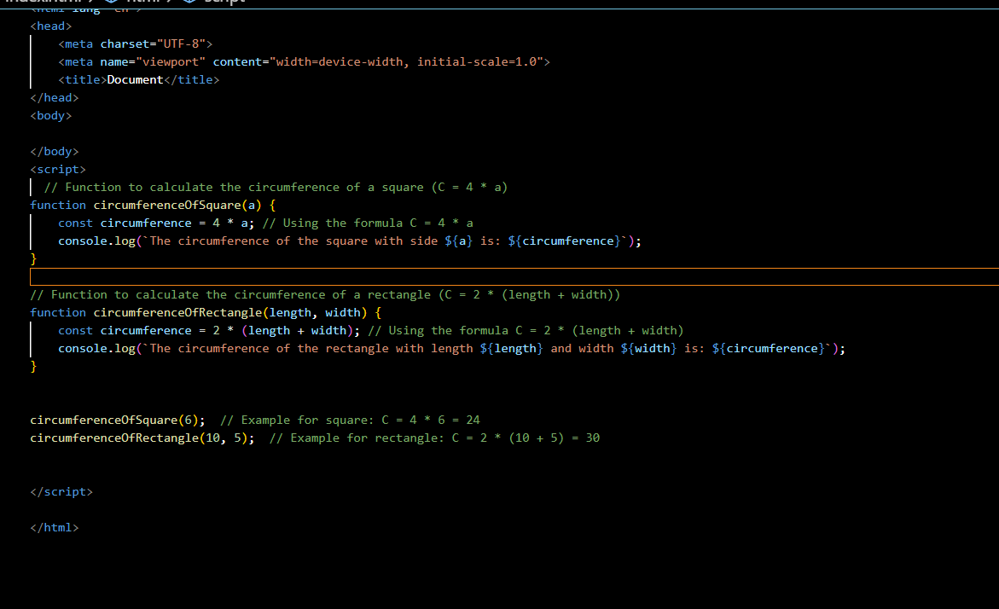 <head>
<meta charset="UTF-8">
<meta name="viewport" content="width=device-width, initial-scale=1.0">
<title>Document</title>
</head>
<body>
</body>
<script>
// Function to calculate the circumference of a square (C = 4 * a)
function circumferenceOfSquare(a) {
const circumference = 4 * a; // Using the formula C = 4 * a
console.log(`The circumference of the square with side ${a} is: ${circumference}`);
}
// Function to calculate the circumference of a rectangle (C = 2 * (length + width))
function circumferenceOfRectangle(length, width) {
const circumference = 2 * (length + width); // Using the formula C = 2 * (length + width)
console.log(`The circumference of the rectangle with length ${length} and width ${width} is: ${circumference}`);
}
circumferenceOfSquare(6);  // Example for square: C = 4 * 6 = 24
circumferenceOfRectangle(10, 5);  // Example for rectangle: C = 2 * (10 + 5) = 30
</script>
</html>